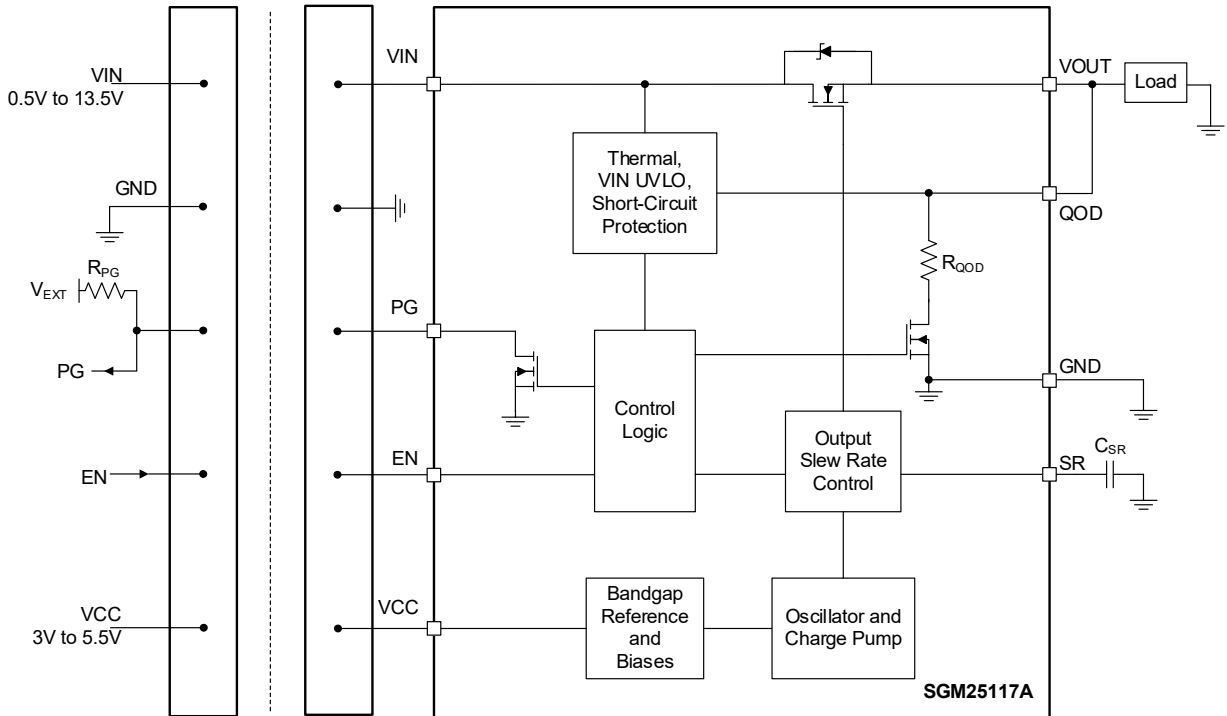 VIN
0.5V to 13.5V
GND
RPG
VEXT
PG
EN
VCC
3V to 5.5V
VIN
PG
EN
VCC
Thermal,
VIN UVLO,
Short-Circuit
Protection
Control
Logic
Output
Slew Rate
Control
Bandgap
Reference
and
Biases
Oscillator and
Charge Pump
RQOD
SGM25117A
VOUT
Load
QOD
GND
SR
CSR